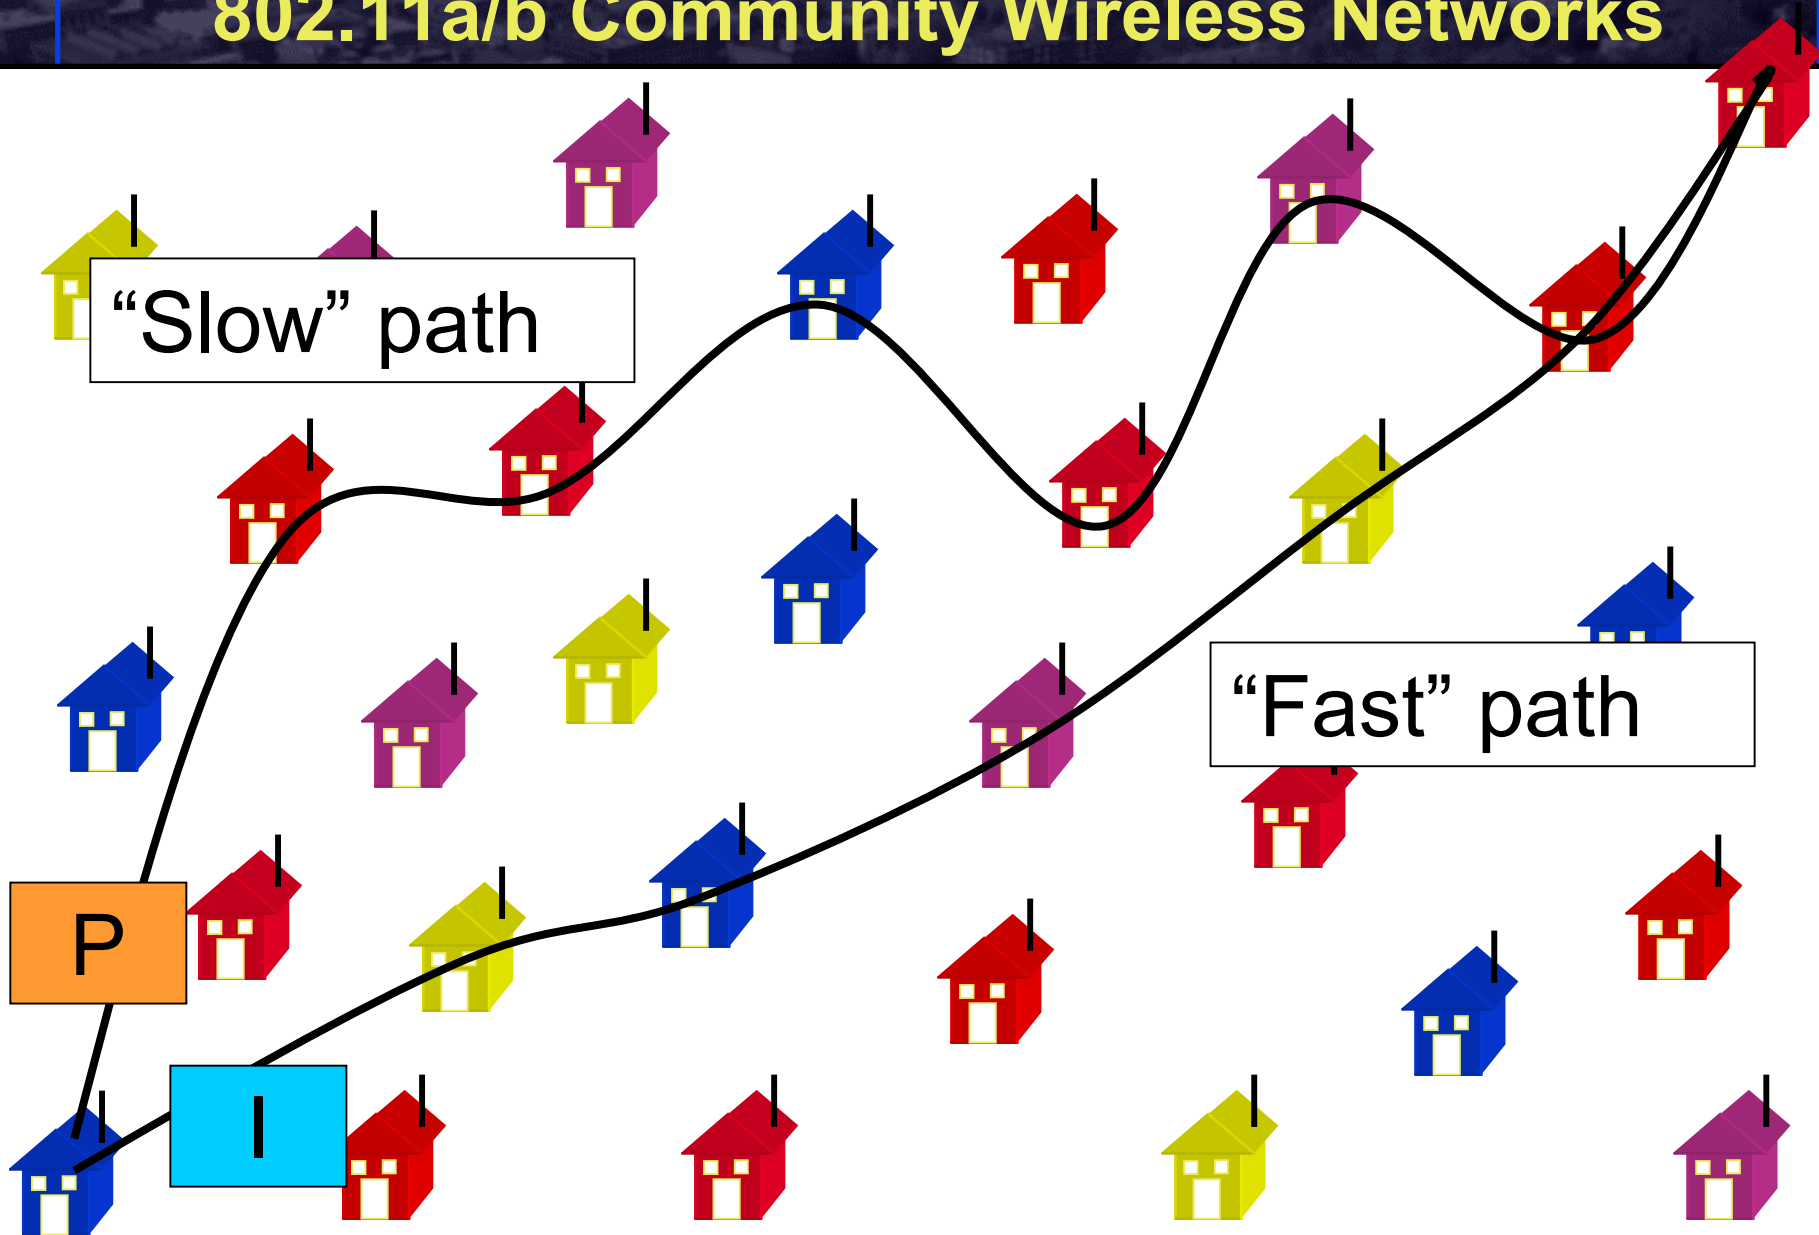 802.11a/b Community Wireless Networks
“Slow” path
“Fast” path
P
I